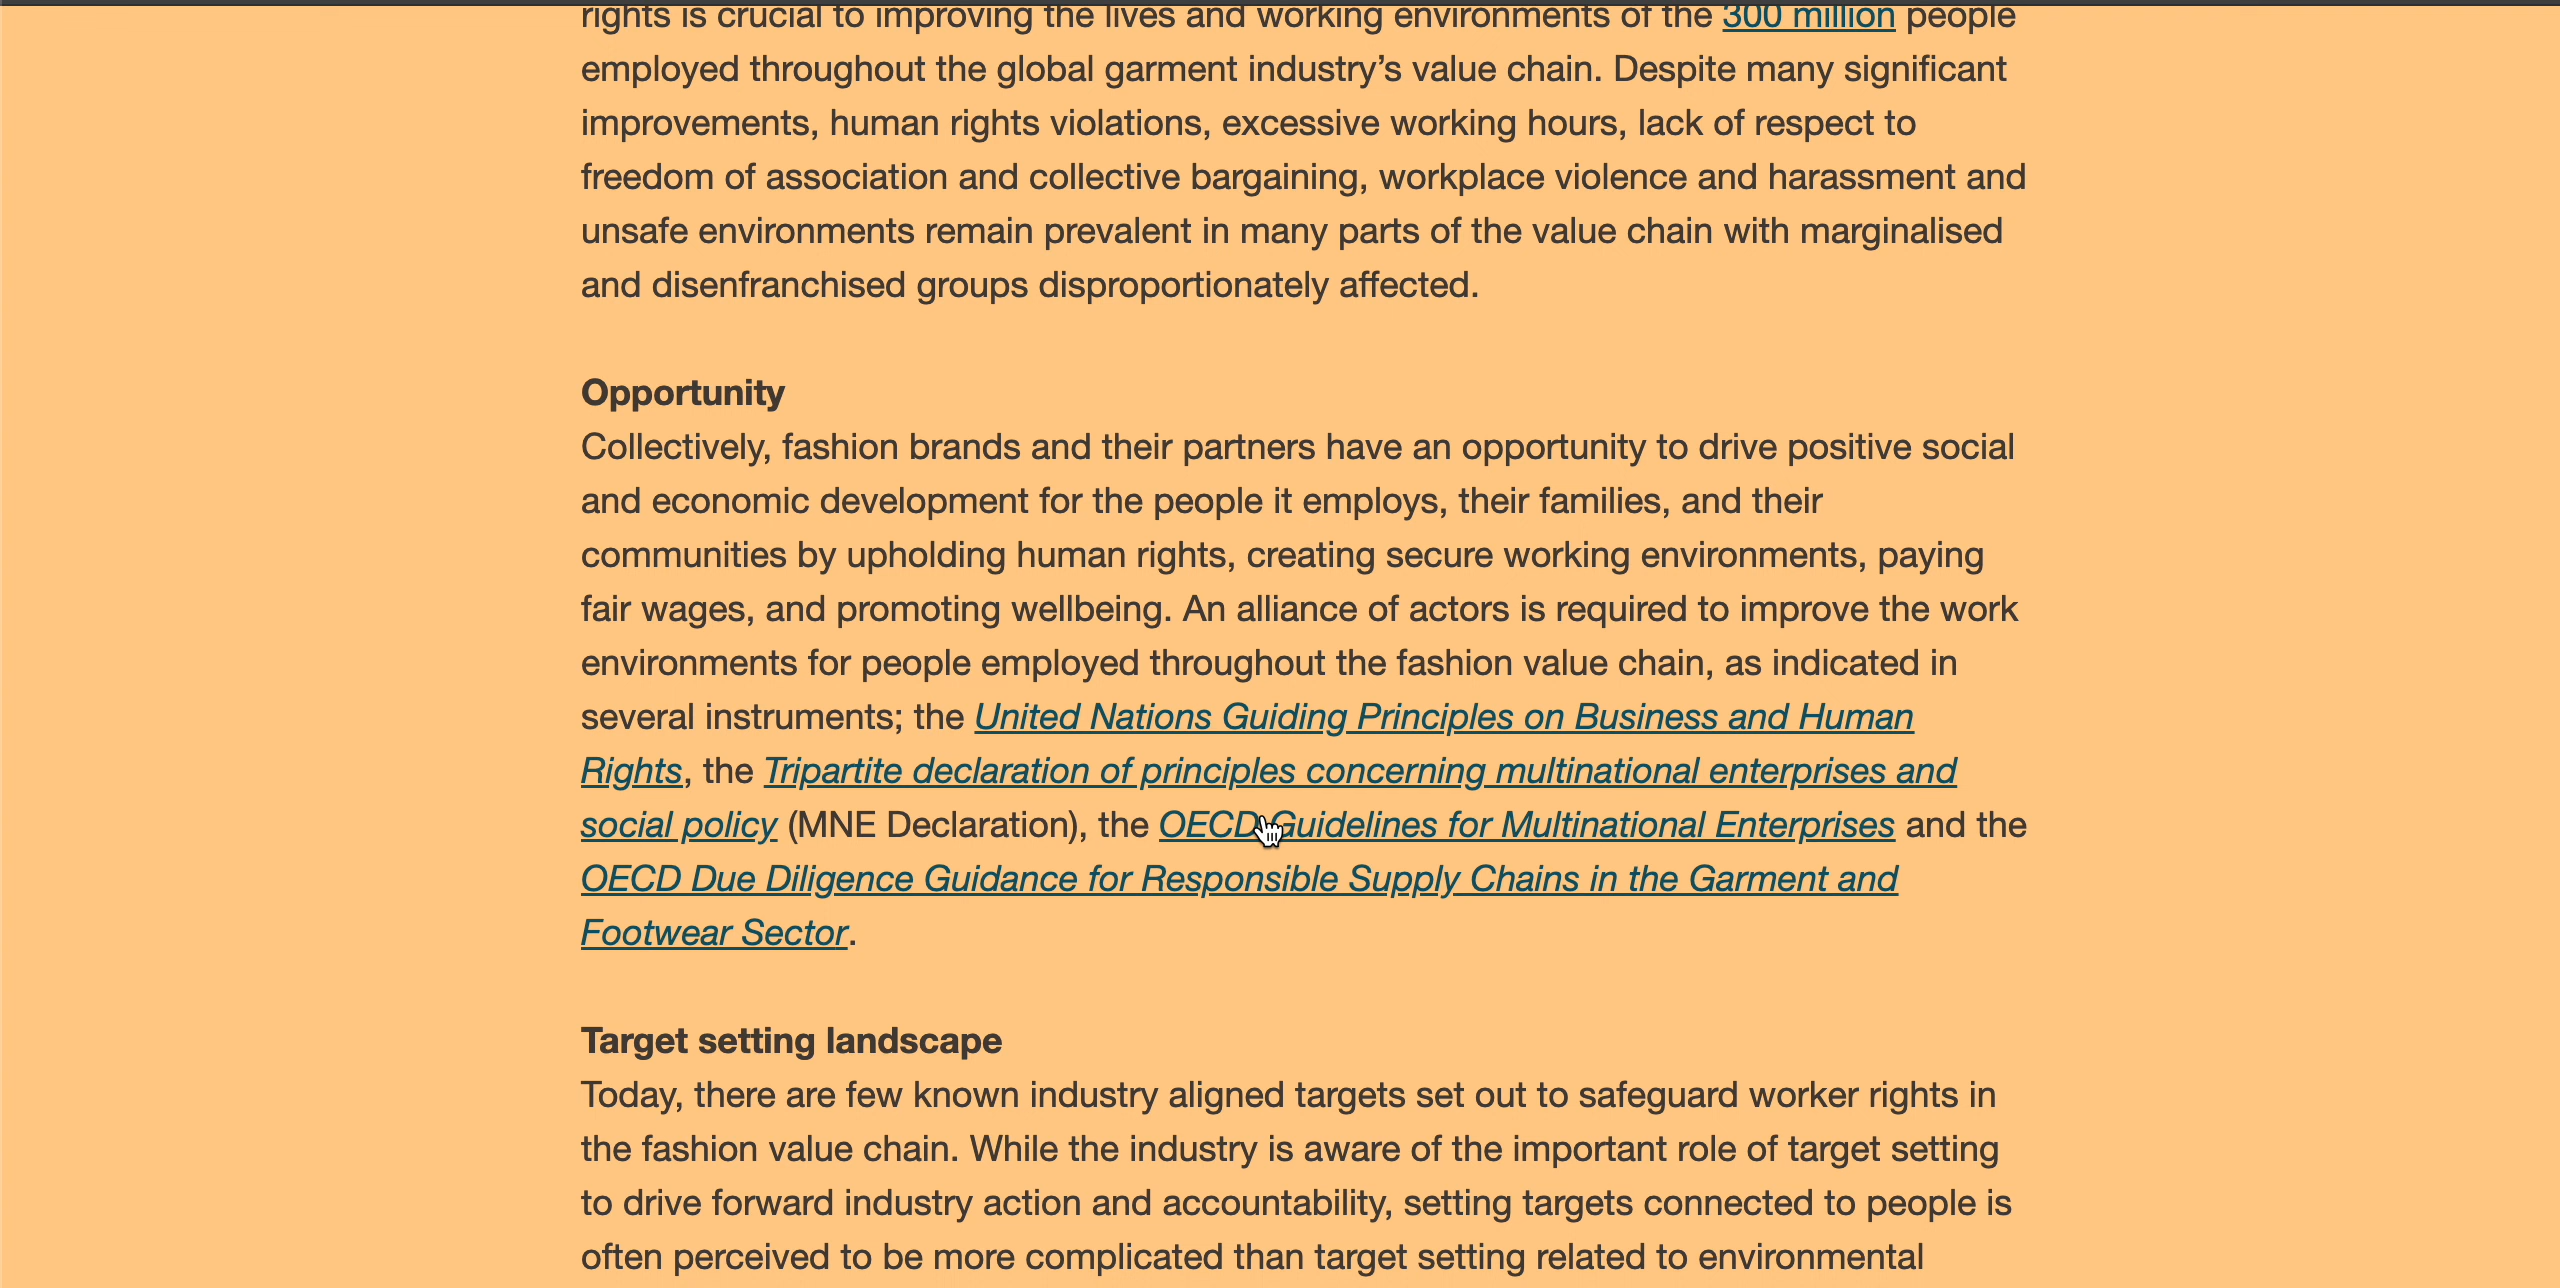 rights is crucial to improving the lives and working environments of the 300 million people
employed throughout the global garment industry’s value chain. Despite many significant
improvements, human rights violations, excessive working hours, lack of respect to
freedom of association and collective bargaining, workplace violence and harassment and
unsafe environments remain prevalent in many parts of the value chain with marginalised
and disenfranchised groups disproportionately affected.
Opportunity
Collectively, fashion brands and their partners have an opportunity to drive positive social
and economic development for the people it employs, their families, and their
communities by upholding human rights, creating secure working environments, paying
fair wages, and promoting wellbeing. An alliance of actors is required to improve the work
environments for people employed throughout the fashion value chain, as indicated in
several instruments; the United Nations Guiding Principles on Business and Human
Rights, the Tripartite declaration of principles concerning multinational enterprises and
social policy (MNE Declaration), the OECD Guidelines for Multinational Enterprises and the
OECD Due Diligence Guidance for Responsible Supply Chains in the Garment and
Footwear Sector.
Target setting landscape
Today, there are few known industry aligned targets set out to safeguard worker rights in
the fashion value chain. While the industry is aware of the important role of target setting
to drive forward industry action and accountability, setting targets connected to people is
often perceived to be more complicated than target setting related to environmental